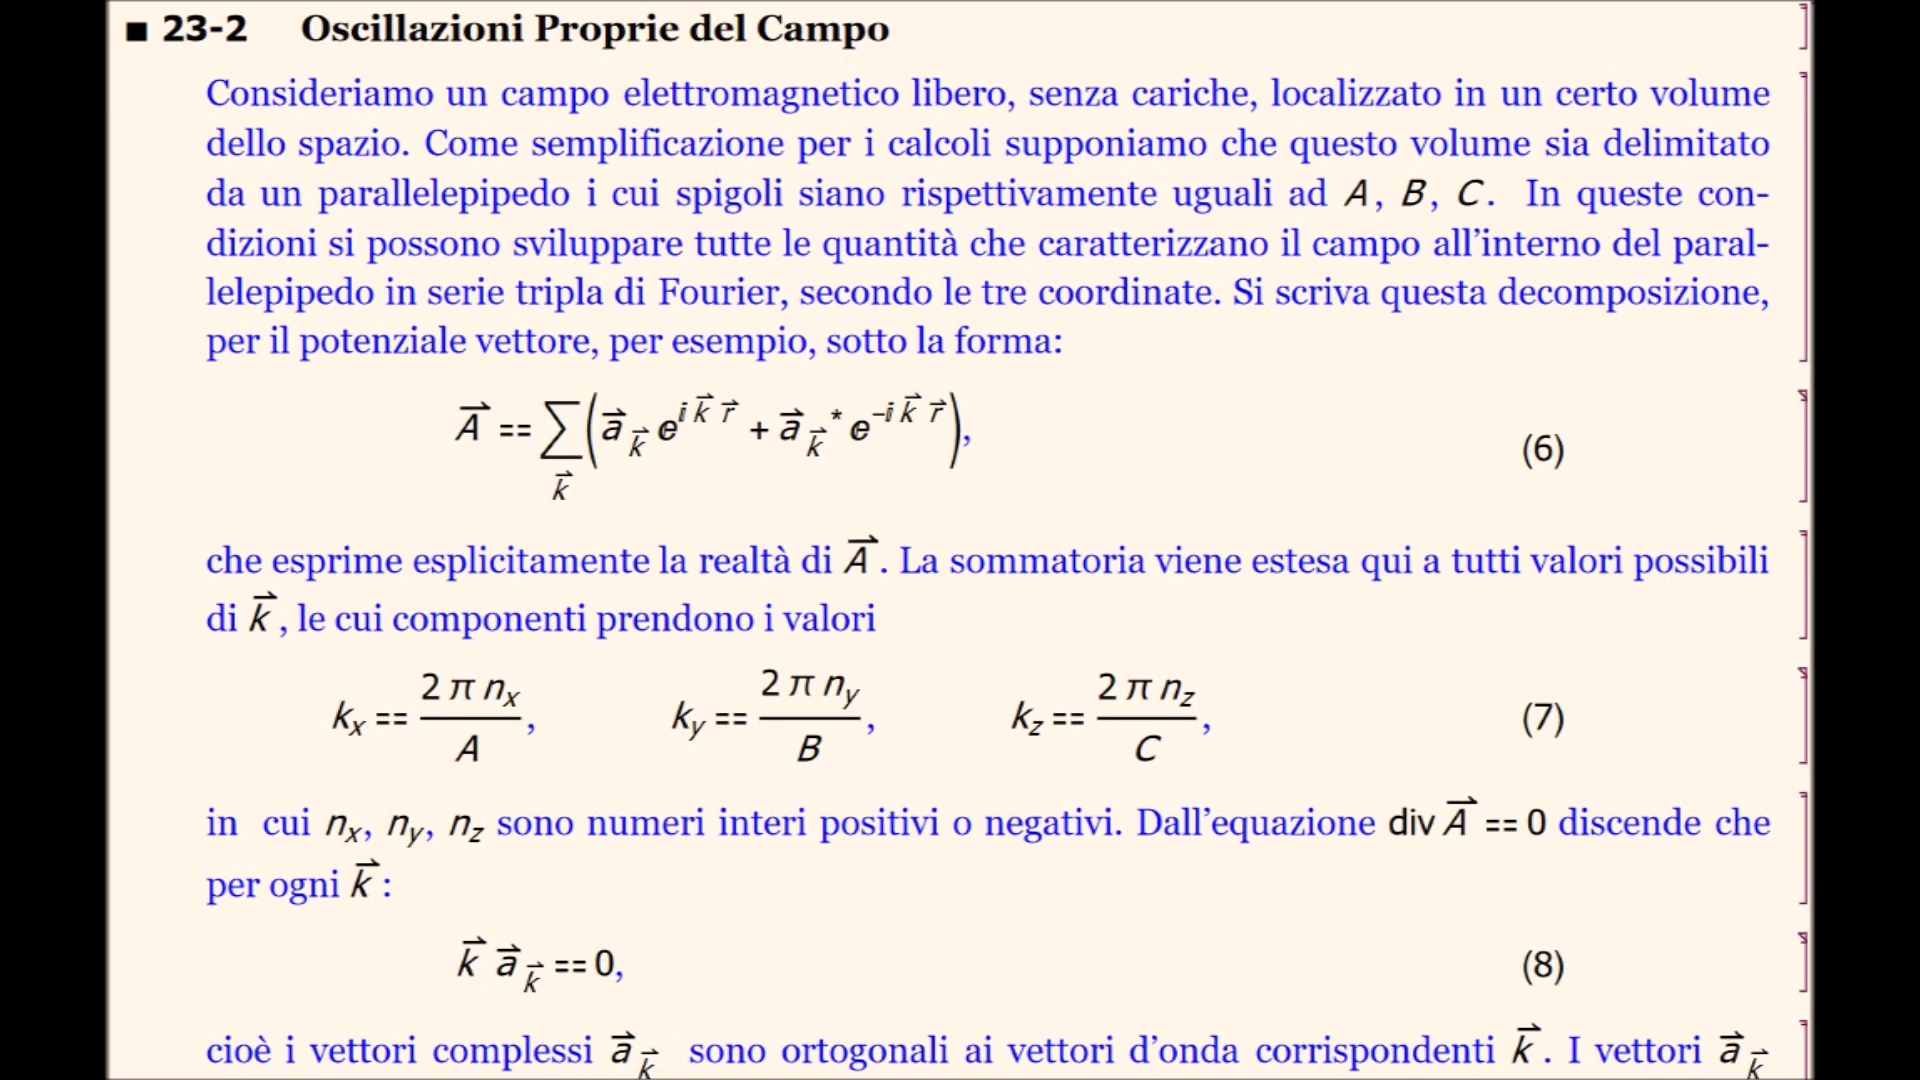 ■ 23-2 Oscillazioni Proprie del Campo
Consideriamo un campo elettromagnetico libero, senza cariche, localizzato in un certo volume
dello spazio. Come semplificazione per i calcoli supponiamo che questo volume sia delimitato
da un parallelepipedo i cui spigoli siano rispettivamente uguali ad A, B, C. In queste con-
dizioni si possono sviluppare tutte le quantità che caratterizzano il campo all'interno del paral-
lelepipedo in serie tripla di Fourier, secondo le tre coordinate. Si scriva questa decomposizione,
per il potenziale vettore, per esempio, sotto la forma:
A⃗ == ∑_k⃗ (a⃗_k⃗ e^(i k⃗ r⃗) + a⃗_k⃗* e^(-i k⃗ r⃗)), (6)
che esprime esplicitamente la realtà di A⃗. La sommatoria viene estesa qui a tutti valori possibili
di k⃗, le cui componenti prendono i valori
k_x == 2 π n_x / A, k_y == 2 π n_y / B, k_z == 2 π n_z / C, (7)
in cui n_x, n_y, n_z sono numeri interi positivi o negativi. Dall'equazione div A⃗ == 0 discende che
per ogni k⃗ :
k⃗ a⃗_k⃗ == 0, (8)
cioè i vettori complessi a⃗_k⃗ sono ortogonali ai vettori d'onda corrispondenti k⃗. I vettori a⃗_k⃗